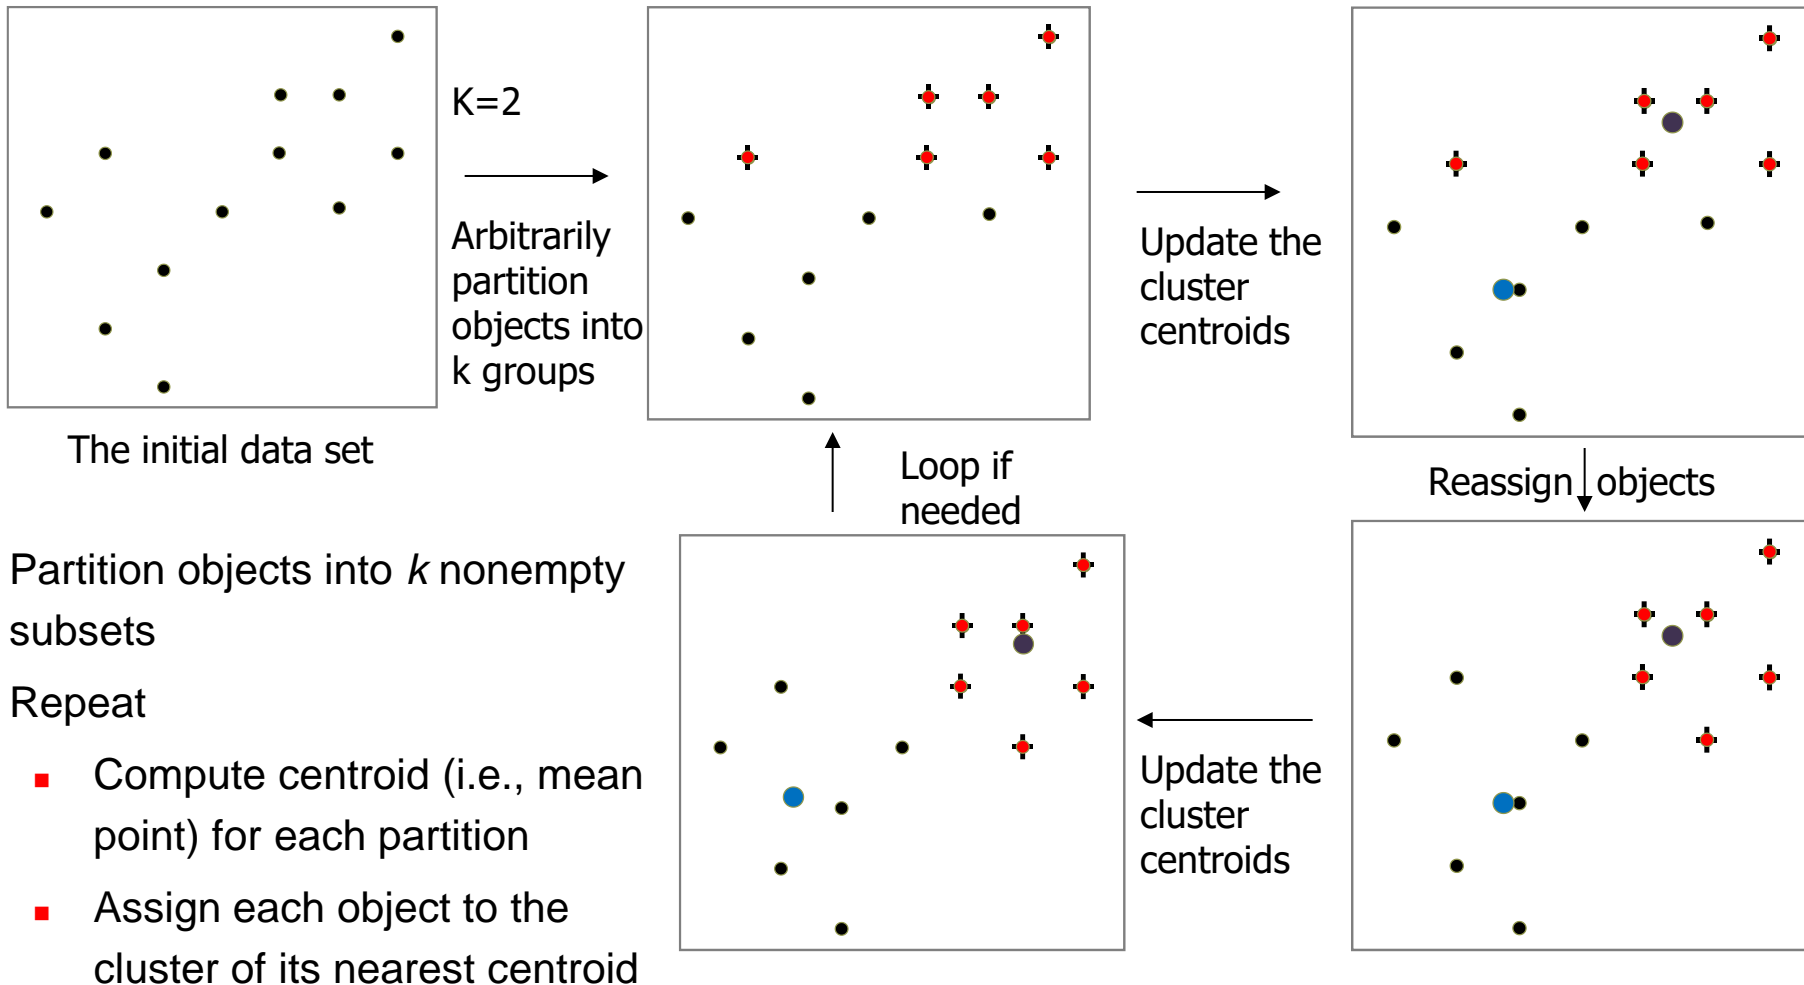 K=2
Arbitrarily
partition
objects into
k groups
Update the
cluster
centroids
The initial data set
Loop if
needed
Reassign objects
Partition objects into k nonempty
subsets
Repeat
Compute centroid (i.e., mean
point) for each partition
Assign each object to the
cluster of its nearest centroid
Update the
cluster
centroids